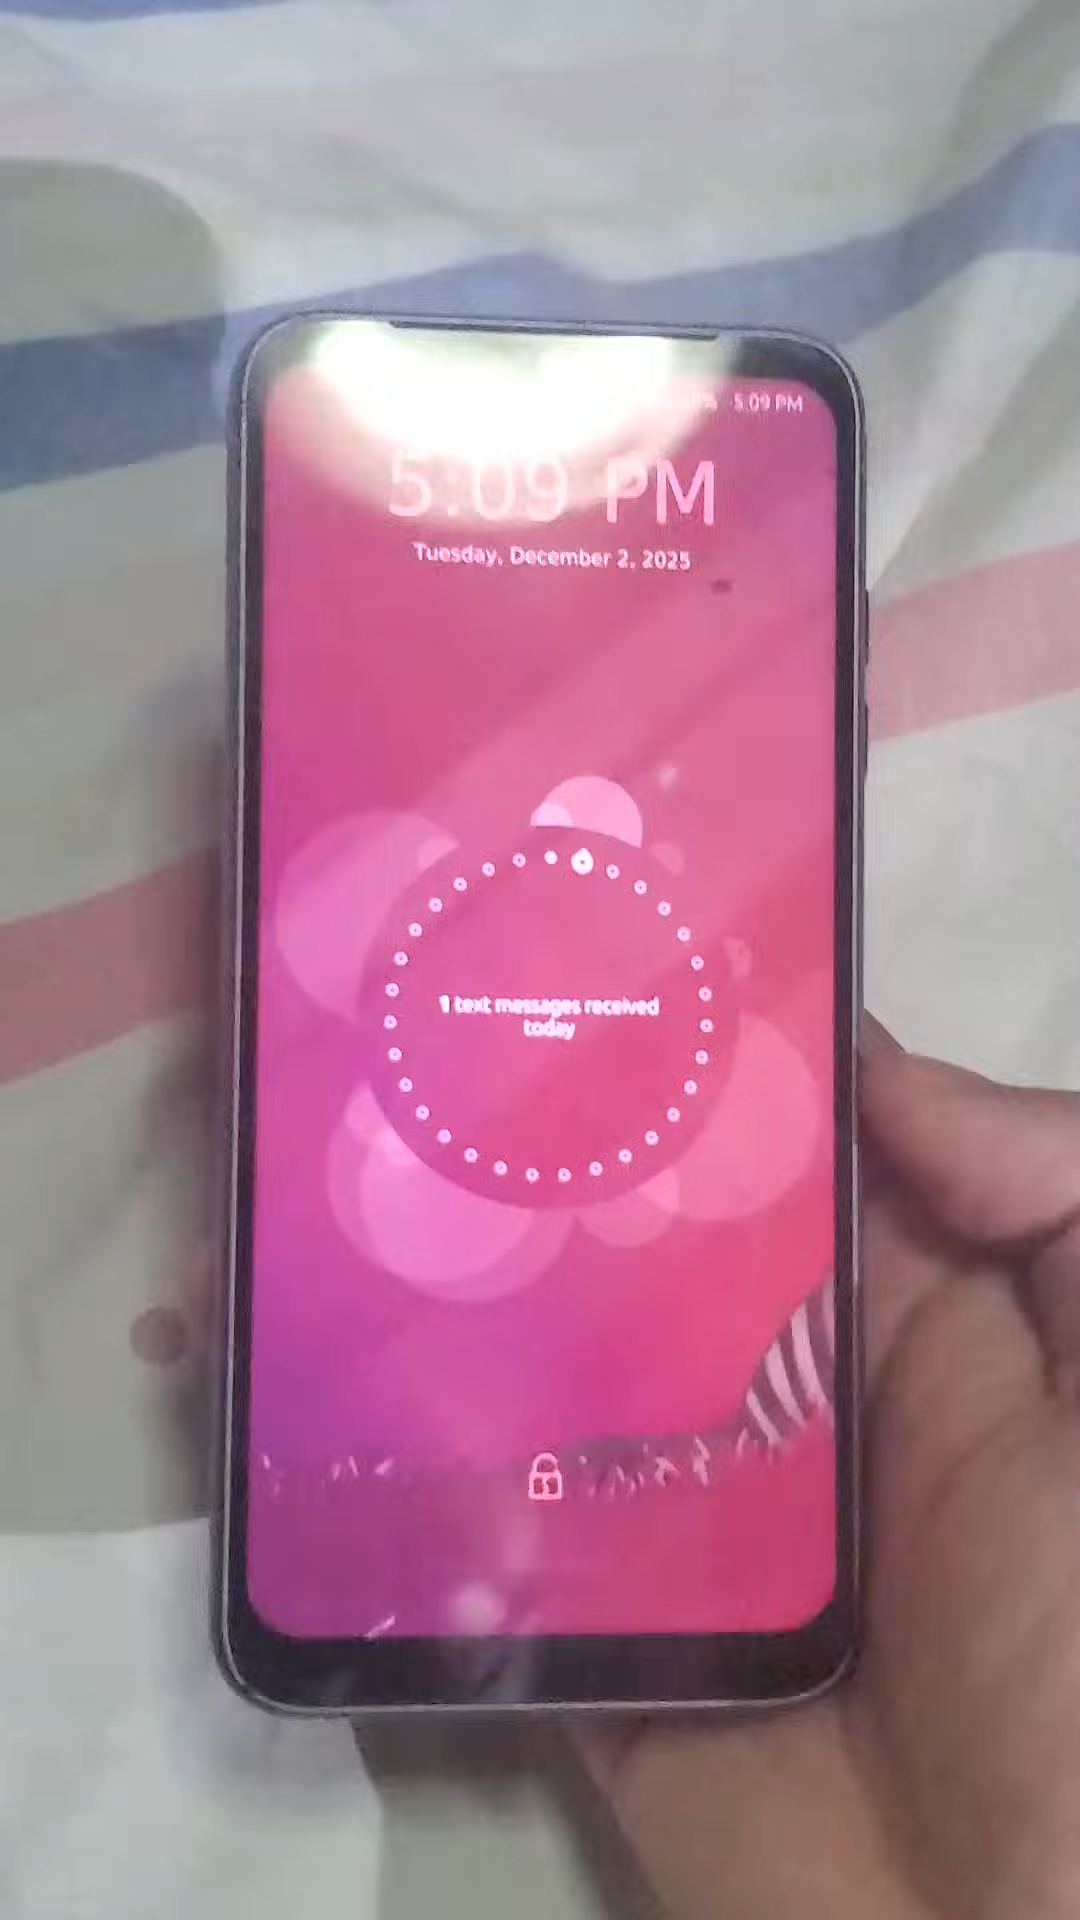 5:09 PM
5:09 PM
Tuesday, December 2, 2025
1 text messages received
today